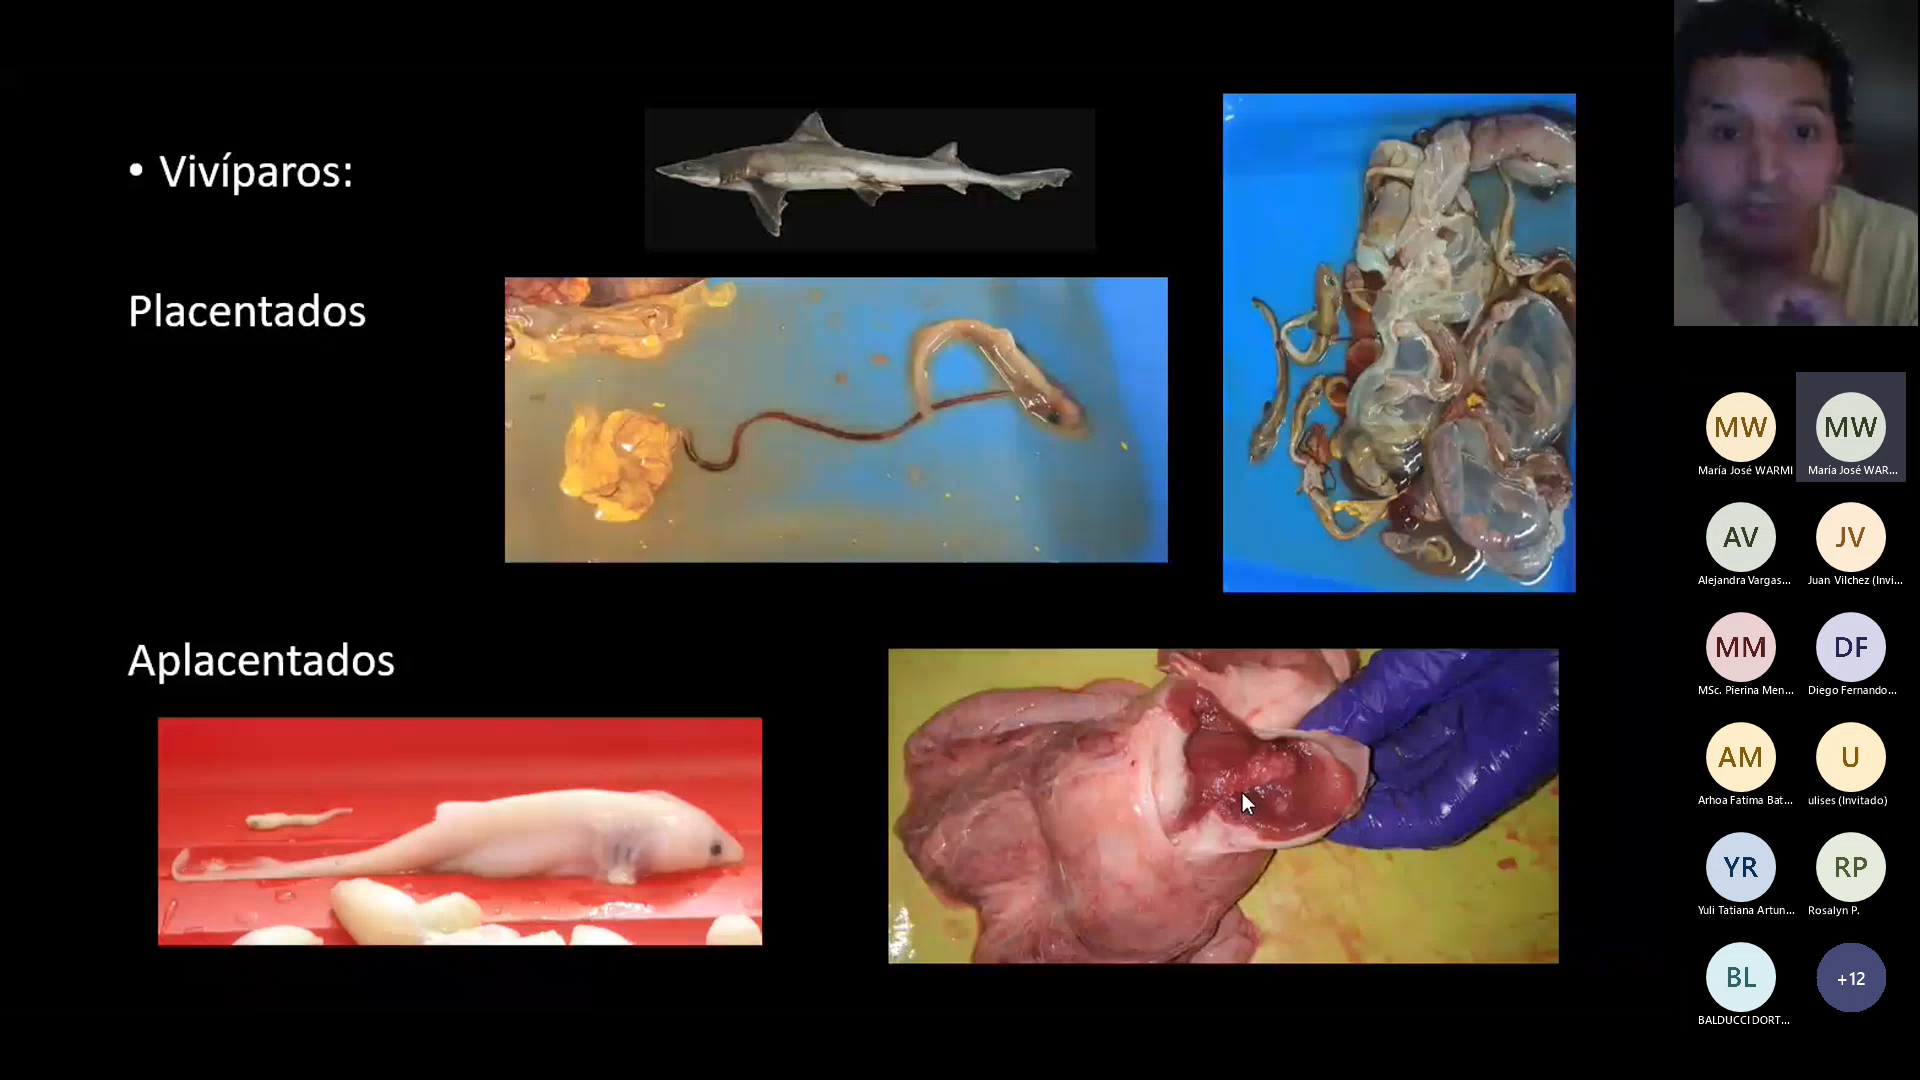 • Vivíparos:
Placentados
Aplacentados
MW
María José WARMI
MW
María José WAR...
AV
Alejandra Vargas...
JV
Juan Vilchez (Invi...
MM
MSc. Pierina Men...
DF
Diego Fernando...
AM
Arhoa Fatima Bat...
U
ulises (Invitado)
YR
Yuli Tatiana Artun...
RP
Rosalyn P.
BL
BALDUCCI DORT...
+12